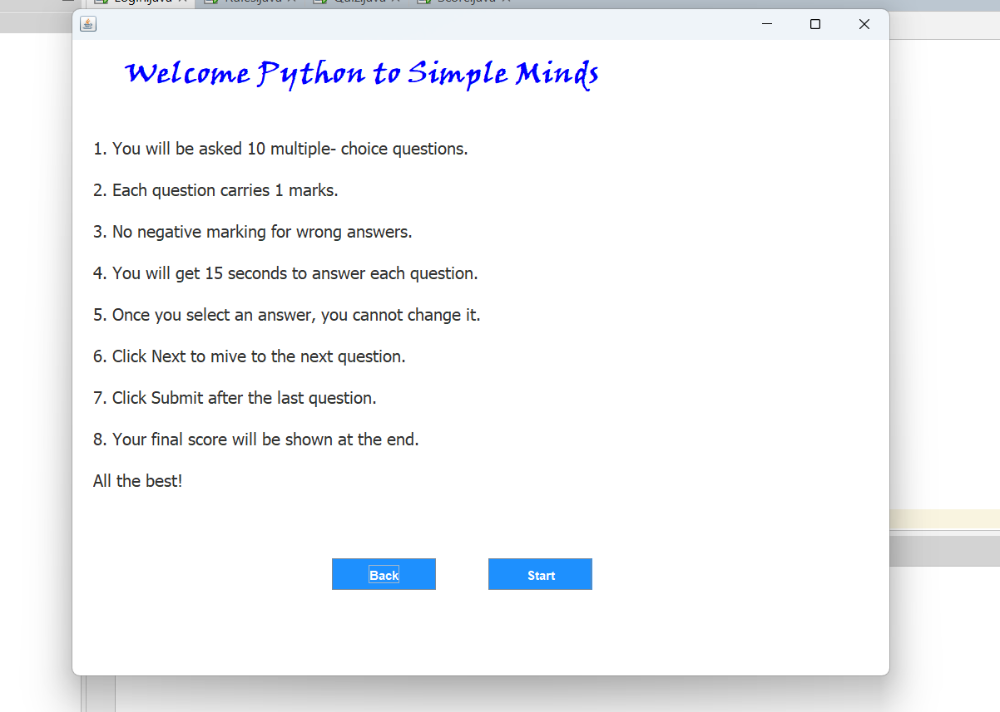 Login.java Rules.java Quiz.java Score.java
Welcome Python to Simple Minds
1. You will be asked 10 multiple- choice questions.
2. Each question carries 1 marks.
3. No negative marking for wrong answers.
4. You will get 15 seconds to answer each question.
5. Once you select an answer, you cannot change it.
6. Click Next to mive to the next question.
7. Click Submit after the last question.
8. Your final score will be shown at the end.
All the best!
Back Start